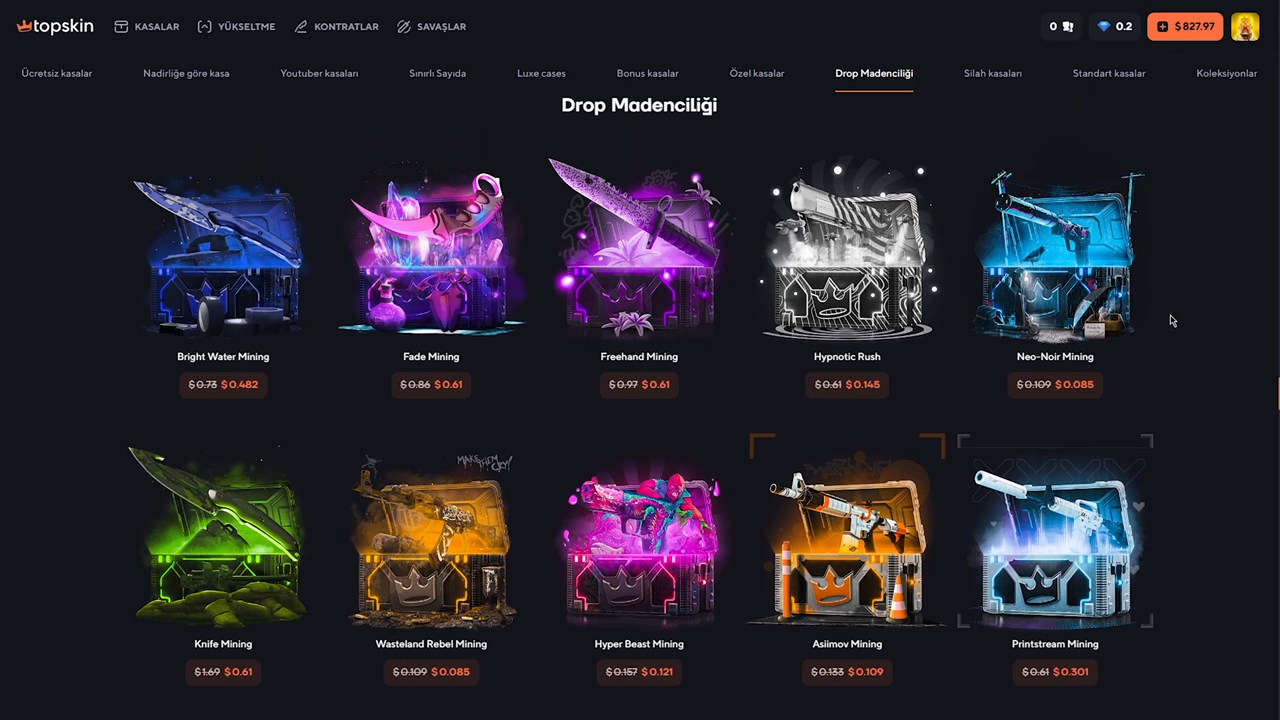 topskin KASALAR YÜKSELTME KONTRATLAR SAVAŞLAR 0 0.2 $ 827.97
Ücretsiz kasalar Nadirliğe göre kasa Youtuber kasaları Sınırlı Sayıda Luxe cases Bonus kasalar Özel kasalar Drop Madenciliği Silah kasaları Standart kasalar Koleksiyonlar
Drop Madenciliği
Bright Water Mining Fade Mining Freehand Mining Hypnotic Rush Neo-Noir Mining
$ 0.73 $ 0.482 $ 0.86 $ 0.61 $ 0.97 $ 0.61 $ 0.61 $ 0.145 $ 0.109 $ 0.085
MAKE THEM CRY!
Knife Mining Wasteland Rebel Mining Hyper Beast Mining Asiimov Mining Printstream Mining
$ 1.69 $ 0.61 $ 0.109 $ 0.085 $ 0.157 $ 0.121 $ 0.133 $ 0.109 $ 0.61 $ 0.301